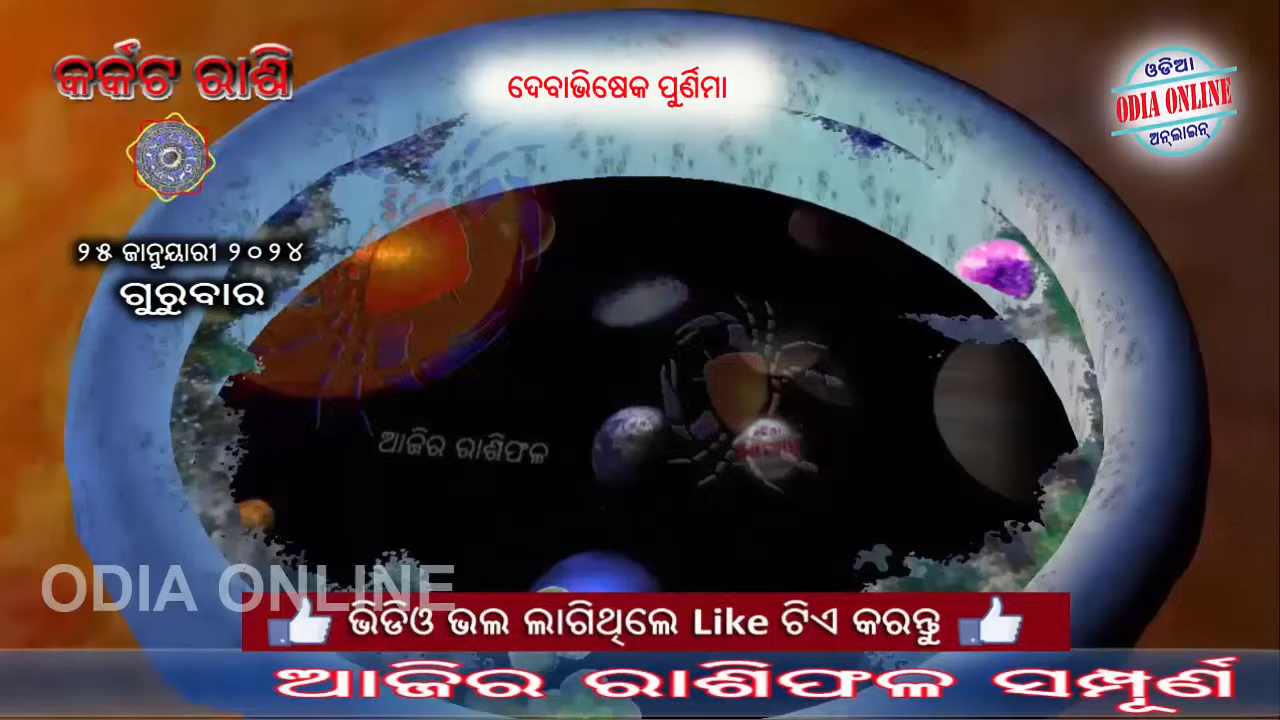 କର୍କଟ ରାଶି
ଦେବାଭିଷେକ ପୁର୍ଣିମା
ଓଡିଆ
ODIA ONLINE
ଅନ୍‌ଲାଇନ୍
୨୫ ଜାନୁୟାରୀ ୨୦୨୪
ଗୁରୁବାର
ଆଜିର ରାଶିଫଳ
ODIA ONLINE
ଭିଡିଓ ଭଲ ଲାଗିଥିଲେ Like ଟିଏ କରନ୍ତୁ
ଆଜିର ରାଶିଫଳ ସମ୍ପୂର୍ଣ